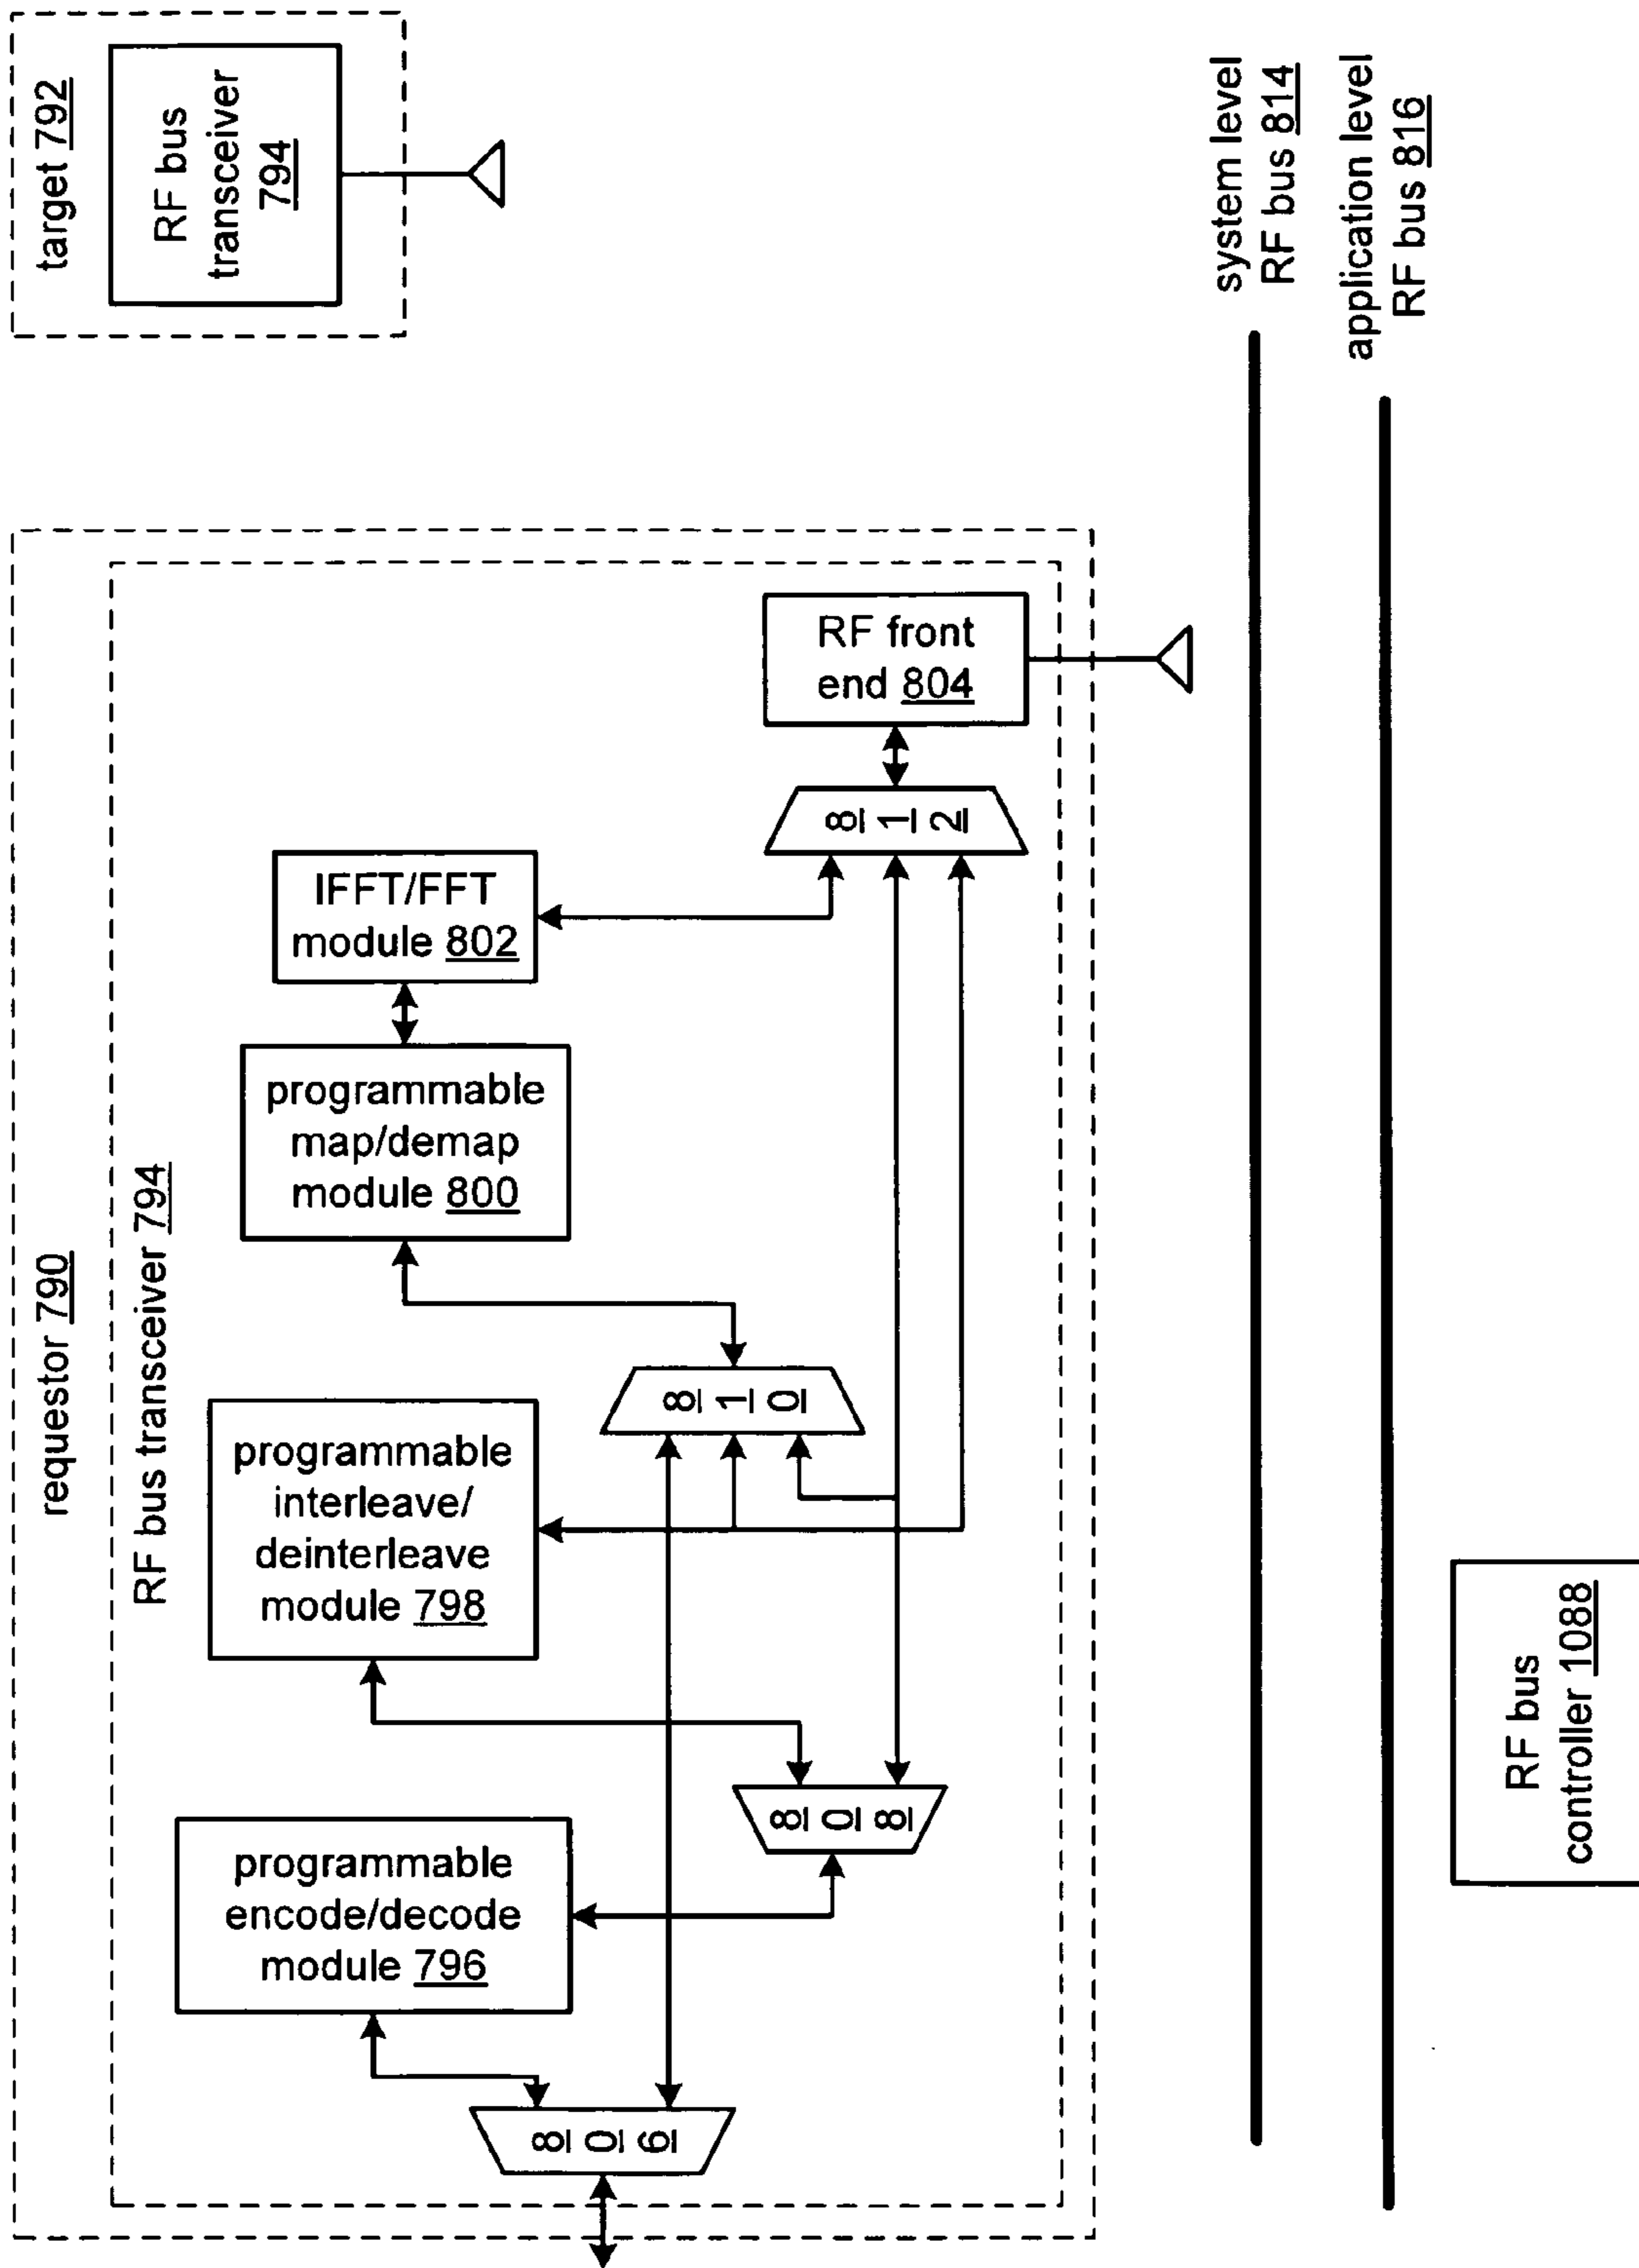 requestor 790
RF bus transceiver 794
programmable
encode/decode
module 796
programmable
interleave/
deinterleave
module 798
programmable
map/demap
module 800
IFFT/FFT
module 802
RF front
end 804
806
808
810
812
target 792
RF bus
transceiver
794
system level
RF bus 814
application level
RF bus 816
RF bus
controller 1088